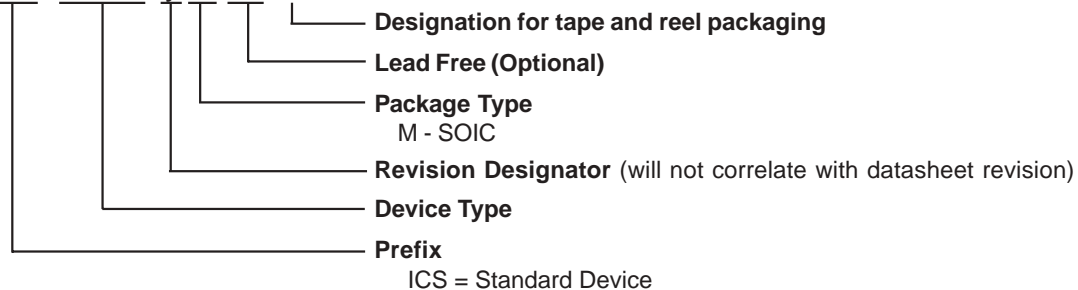 Designation for tape and reel packaging
Lead Free (Optional)
Package Type
M - SOIC
Revision Designator (will not correlate with datasheet revision)
Device Type
Prefix
ICS = Standard Device